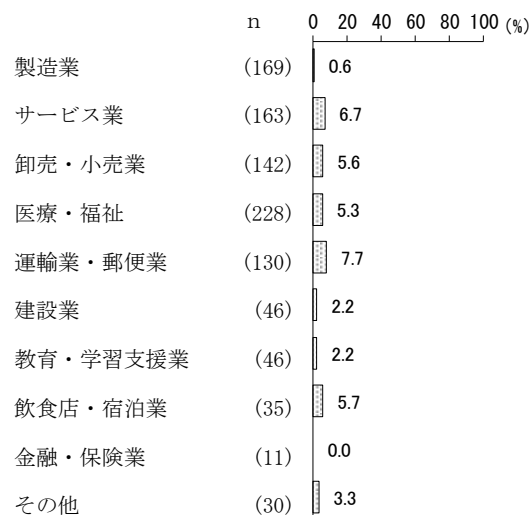 n 0 20 40 60 80 100 (%)
製造業 (169) 0.6
サービス業 (163) 6.7
卸売・小売業 (142) 5.6
医療・福祉 (228) 5.3
運輸業・郵便業 (130) 7.7
建設業 (46) 2.2
教育・学習支援業 (46) 2.2
飲食店・宿泊業 (35) 5.7
金融・保険業 (11) 0.0
その他 (30) 3.3